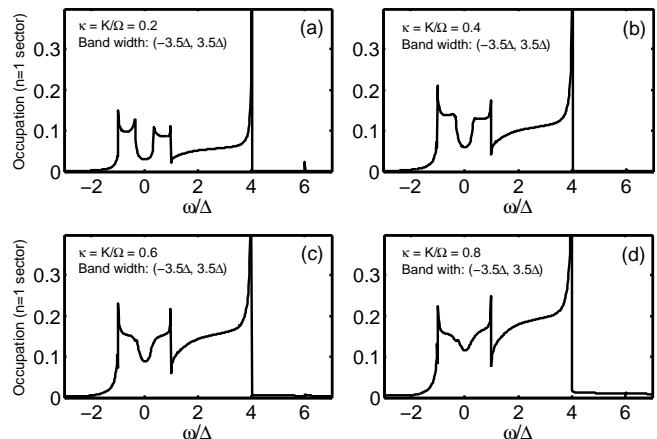 (a)
κ = K/Ω = 0.2
Band width: (−3.5Δ, 3.5Δ)
Occupation (n=1 sector)
0.3
0.2
0.1
0
−2 0 2 4 6
ω/Δ
(b)
κ = K/Ω = 0.4
Band width: (−3.5Δ, 3.5Δ)
0.3
0.2
0.1
0
−2 0 2 4 6
ω/Δ
(c)
κ = K/Ω = 0.6
Band width: (−3.5Δ, 3.5Δ)
Occupation (n=1 sector)
0.3
0.2
0.1
0
−2 0 2 4 6
ω/Δ
(d)
κ = K/Ω = 0.8
Band with: (−3.5Δ, 3.5Δ)
0.3
0.2
0.1
0
−2 0 2 4 6
ω/Δ